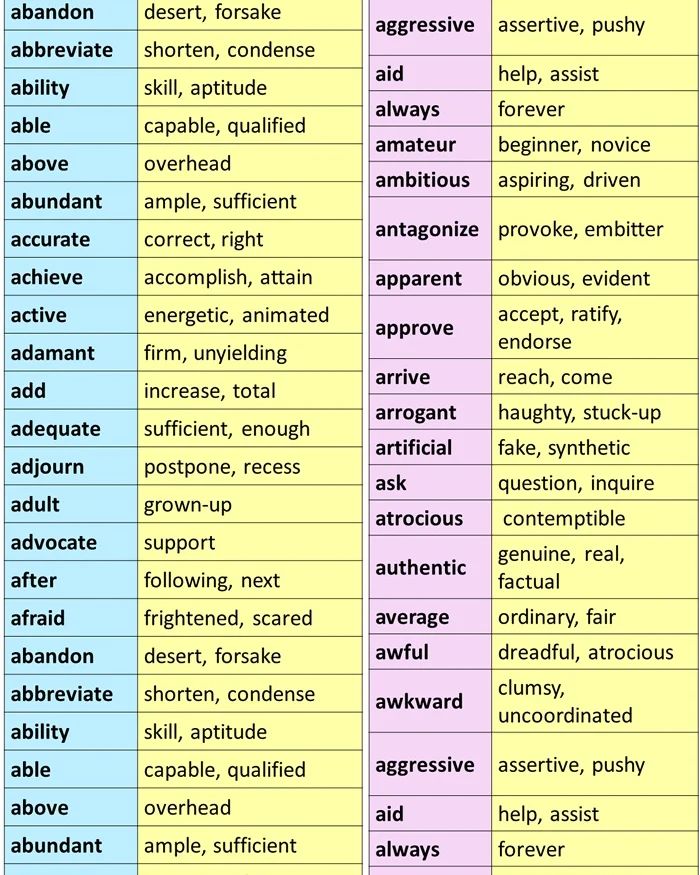 abandon desert, forsake
abbreviate shorten, condense
ability skill, aptitude
able capable, qualified
above overhead
abundant ample, sufficient
accurate correct, right
achieve accomplish, attain
active energetic, animated
adamant firm, unyielding
add increase, total
adequate sufficient, enough
adjourn postpone, recess
adult grown-up
advocate support
after following, next
afraid frightened, scared
abandon desert, forsake
abbreviate shorten, condense
ability skill, aptitude
able capable, qualified
above overhead
abundant ample, sufficient
aggressive assertive, pushy
aid help, assist
always forever
amateur beginner, novice
ambitious aspiring, driven
antagonize provoke, embitter
apparent obvious, evident
approve accept, ratify,
endorse
arrive reach, come
arrogant haughty, stuck-up
artificial fake, synthetic
ask question, inquire
atrocious contemptible
authentic genuine, real,
factual
average ordinary, fair
awful dreadful, atrocious
awkward clumsy,
uncoordinated
aggressive assertive, pushy
aid help, assist
always forever